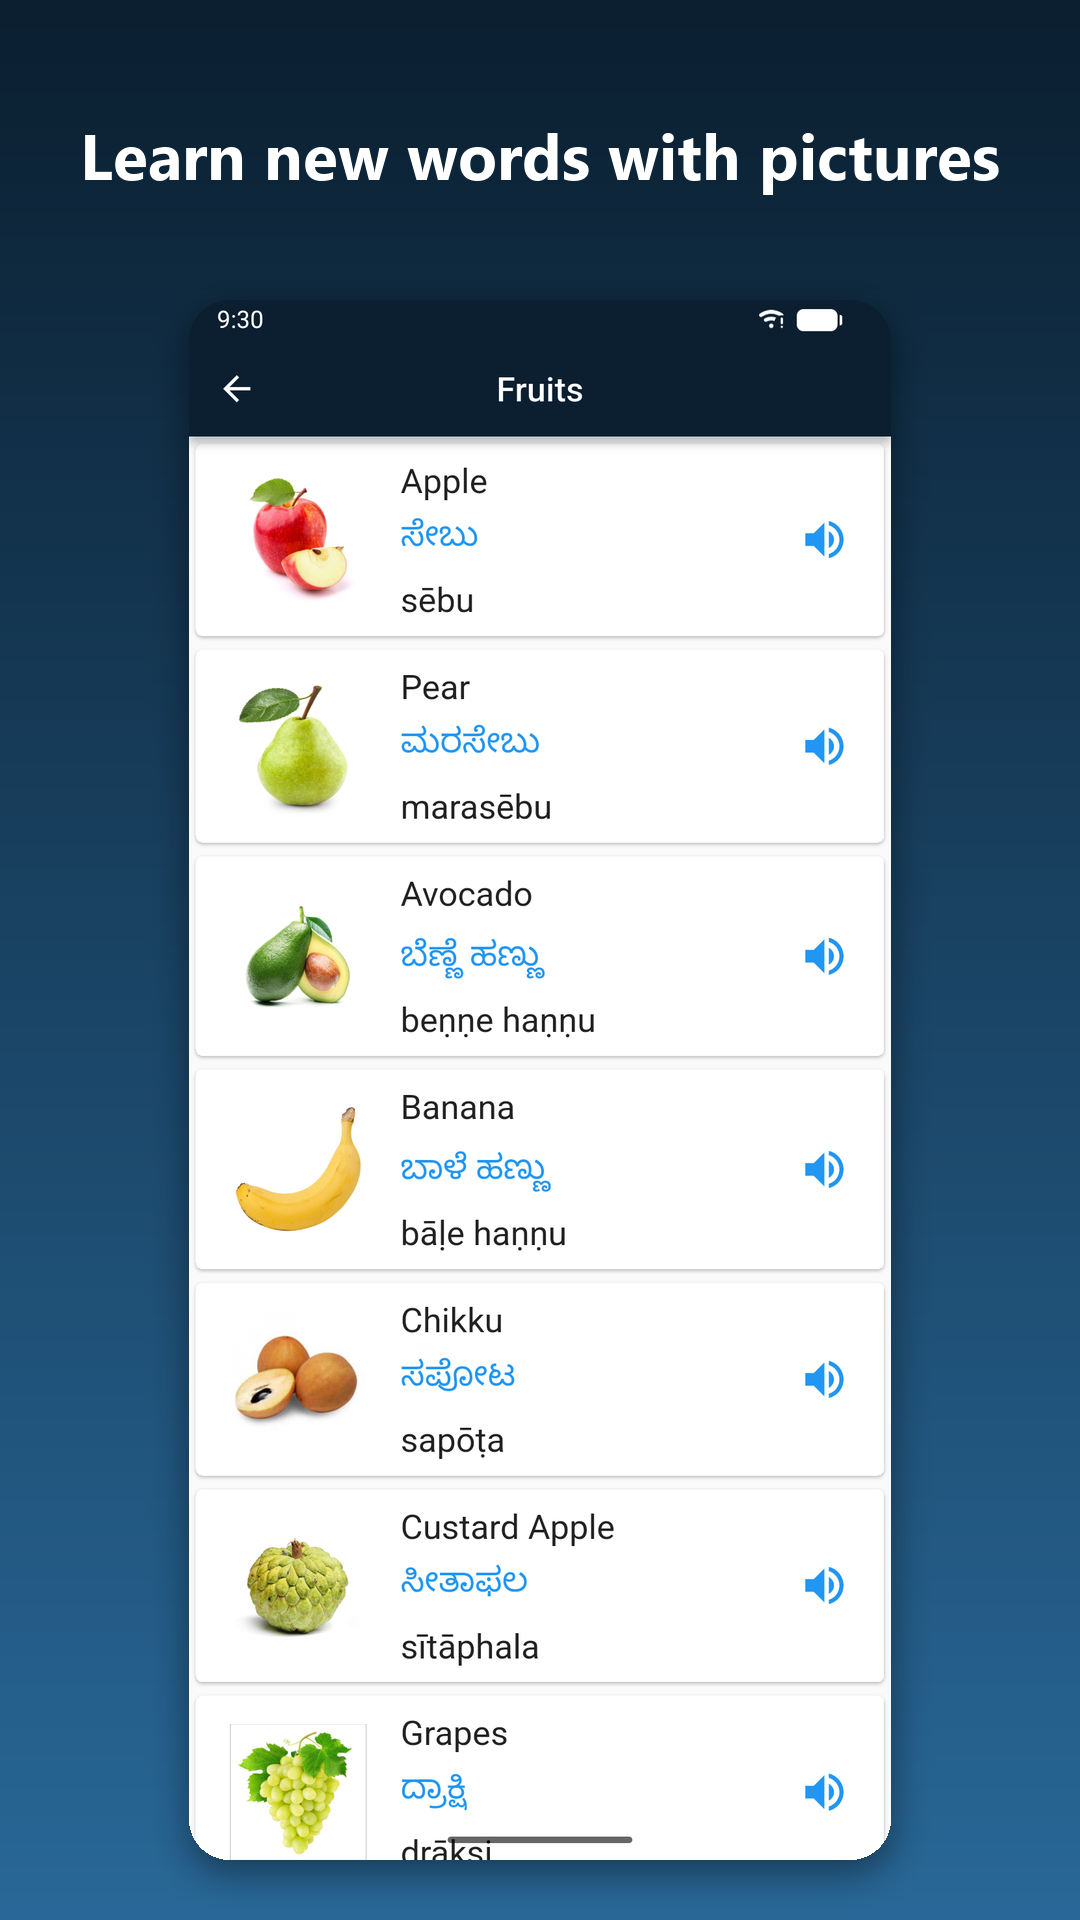 Learn new words with pictures
9:30
Fruits
Apple
ಸೇಬು
sēbu
Pear
ಮರಸೇಬು
marasēbu
Avocado
ಬೆಣ್ಣೆ ಹಣ್ಣು
beṇṇe haṇṇu
Banana
ಬಾಳೆ ಹಣ್ಣು
bāḷe haṇṇu
Chikku
ಸಪೋಟ
sapōṭa
Custard Apple
ಸೀತಾಫಲ
sītāphala
Grapes
ದ್ರಾಕ್ಷಿ